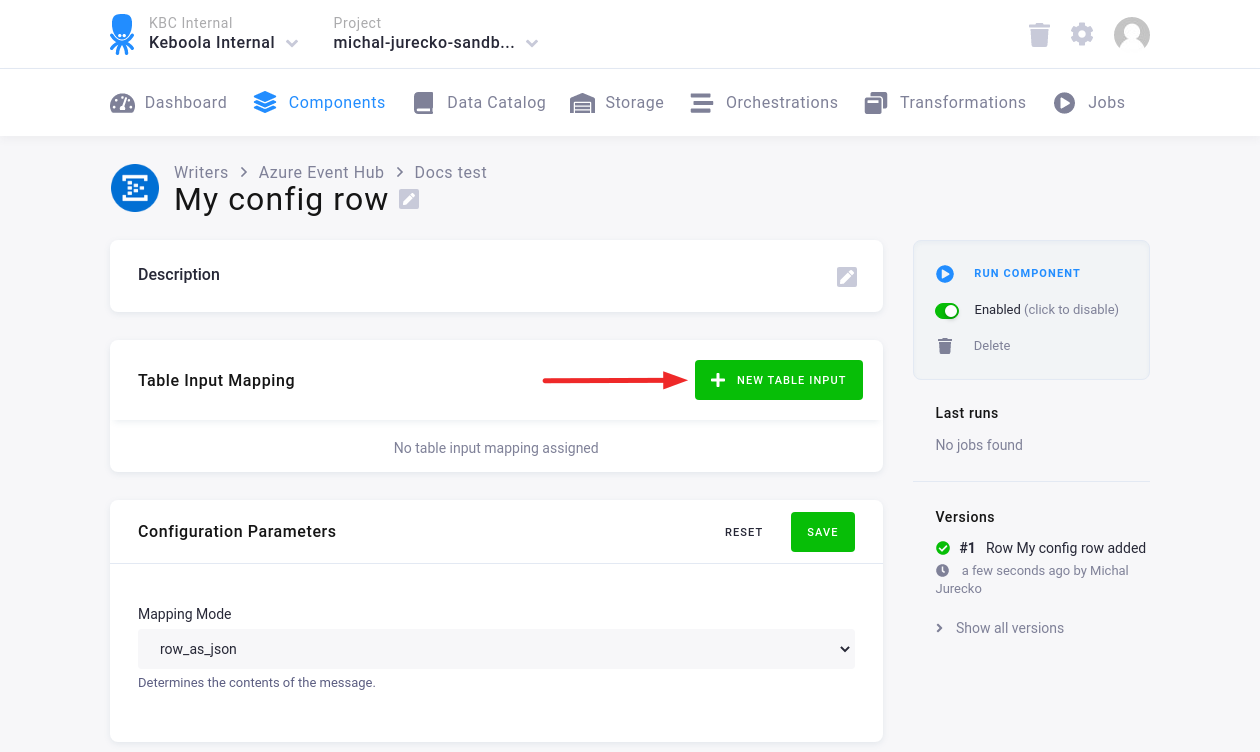 KBC Internal
Keboola Internal
Project
michal-jurecko-sandb...
Dashboard
Components
Data Catalog
Storage
Orchestrations
Transformations
Jobs
Writers > Azure Event Hub > Docs test
My config row
Description
Table Input Mapping
NEW TABLE INPUT
No table input mapping assigned
Configuration Parameters
RESET
SAVE
Mapping Mode
row_as_json
Determines the contents of the message.
RUN COMPONENT
Enabled (click to disable)
Delete
Last runs
No jobs found
Versions
#1 Row My config row added
a few seconds ago by Michal
Jurecko
Show all versions